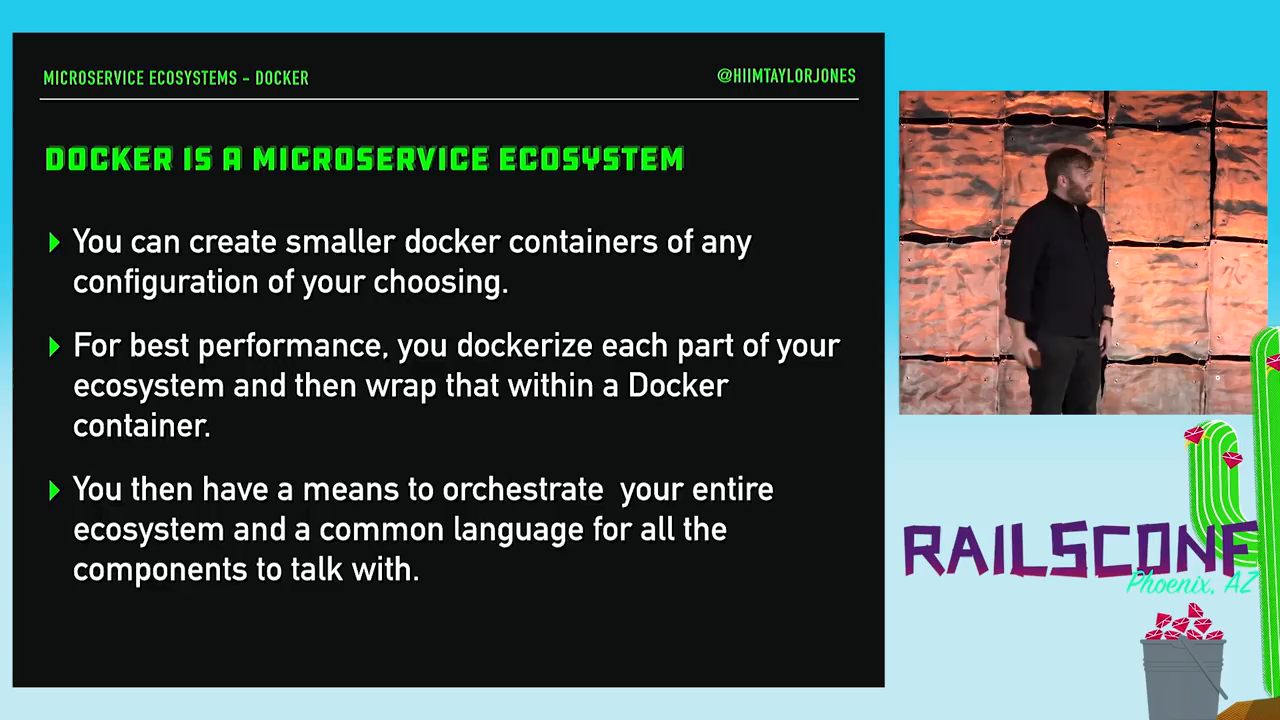 MICROSERVICE ECOSYSTEMS - DOCKER
@HIIMTAYLORJONES
DOCKER IS A MICROSERVICE ECOSYSTEM
You can create smaller docker containers of any
configuration of your choosing.
For best performance, you dockerize each part of your
ecosystem and then wrap that within a Docker
container.
You then have a means to orchestrate  your entire
ecosystem and a common language for all the
components to talk with.
RAILSCONF
Phoenix, AZ